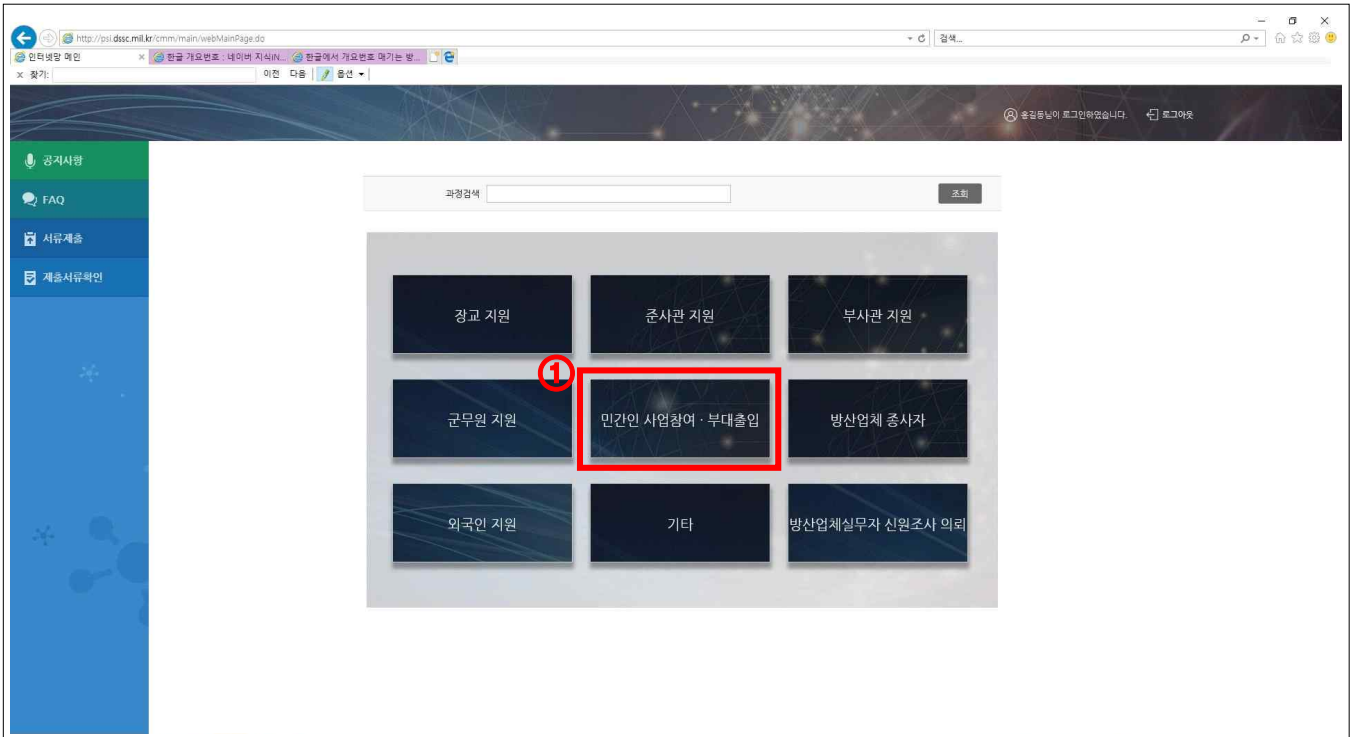 http://psi.dssc.mil.kr/cmm/main/webMainPage.do
검색...
인터넷망 메인
한글 개요번호 : 네이버 지식iN...
한글에서 개요번호 매기는 방...
찾기:
이전 다음 옵션
홍길동님이 로그인하였습니다. 로그아웃
공지사항
FAQ
서류제출
제출서류확인
과정검색
조회
장교 지원
준사관 지원
부사관 지원
①
군무원 지원
민간인 사업참여 · 부대출입
방산업체 종사자
외국인 지원
기타
방산업체실무자 신원조사 의뢰